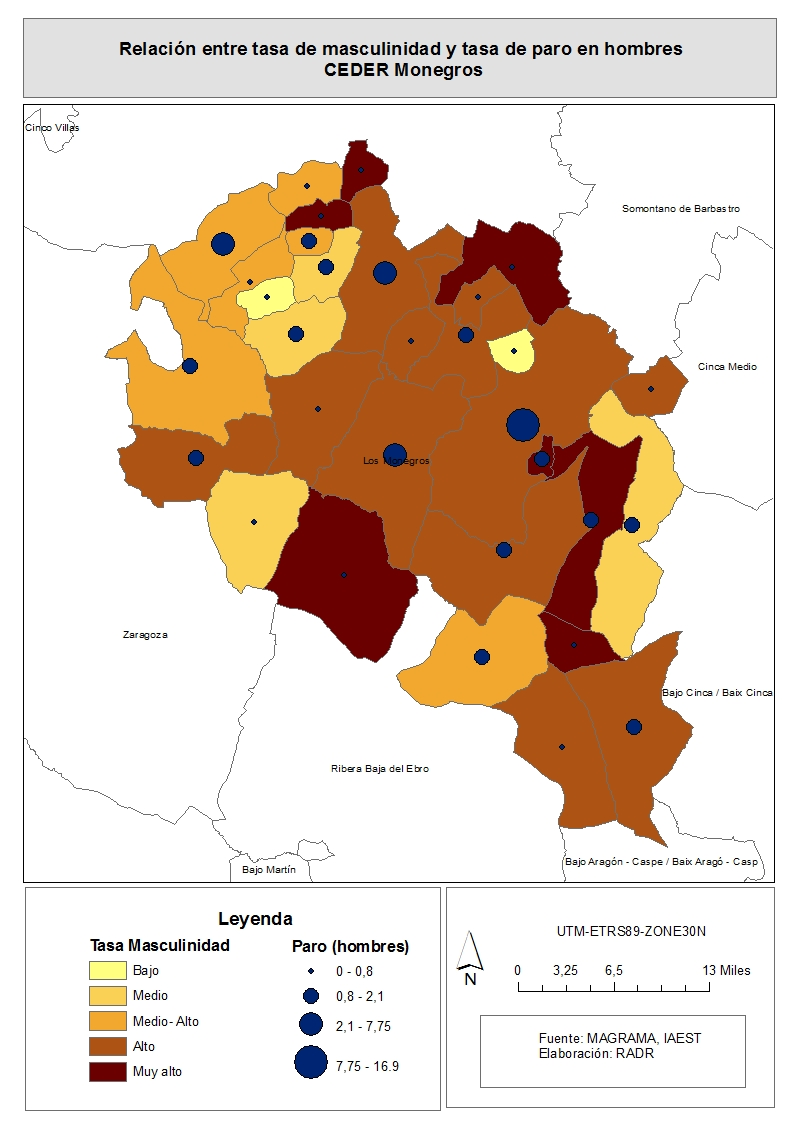 Relación entre tasa de masculinidad y tasa de paro en hombres
CEDER Monegros
Cinco Villas
Somontano de Barbastro
Cinca Medio
Los Monegros
Zaragoza
Bajo Cinca / Baix Cinca
Ribera Baja del Ebro
Bajo Martín
Bajo Aragón - Caspe / Baix Aragó - Casp
Leyenda
Tasa Masculinidad
Bajo
Medio
Medio- Alto
Alto
Muy alto
Paro (hombres)
0 - 0,8
0,8 - 2,1
2,1 - 7,75
7,75 - 16.9
N
UTM-ETRS89-ZONE30N
0 3,25 6,5 13 Miles
Fuente: MAGRAMA, IAEST
Elaboración: RADR